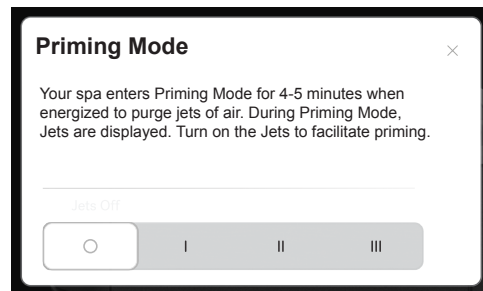 Priming Mode
Your spa enters Priming Mode for 4-5 minutes when
energized to purge jets of air. During Priming Mode,
Jets are displayed. Turn on the Jets to facilitate priming.
Jets Off
I II III